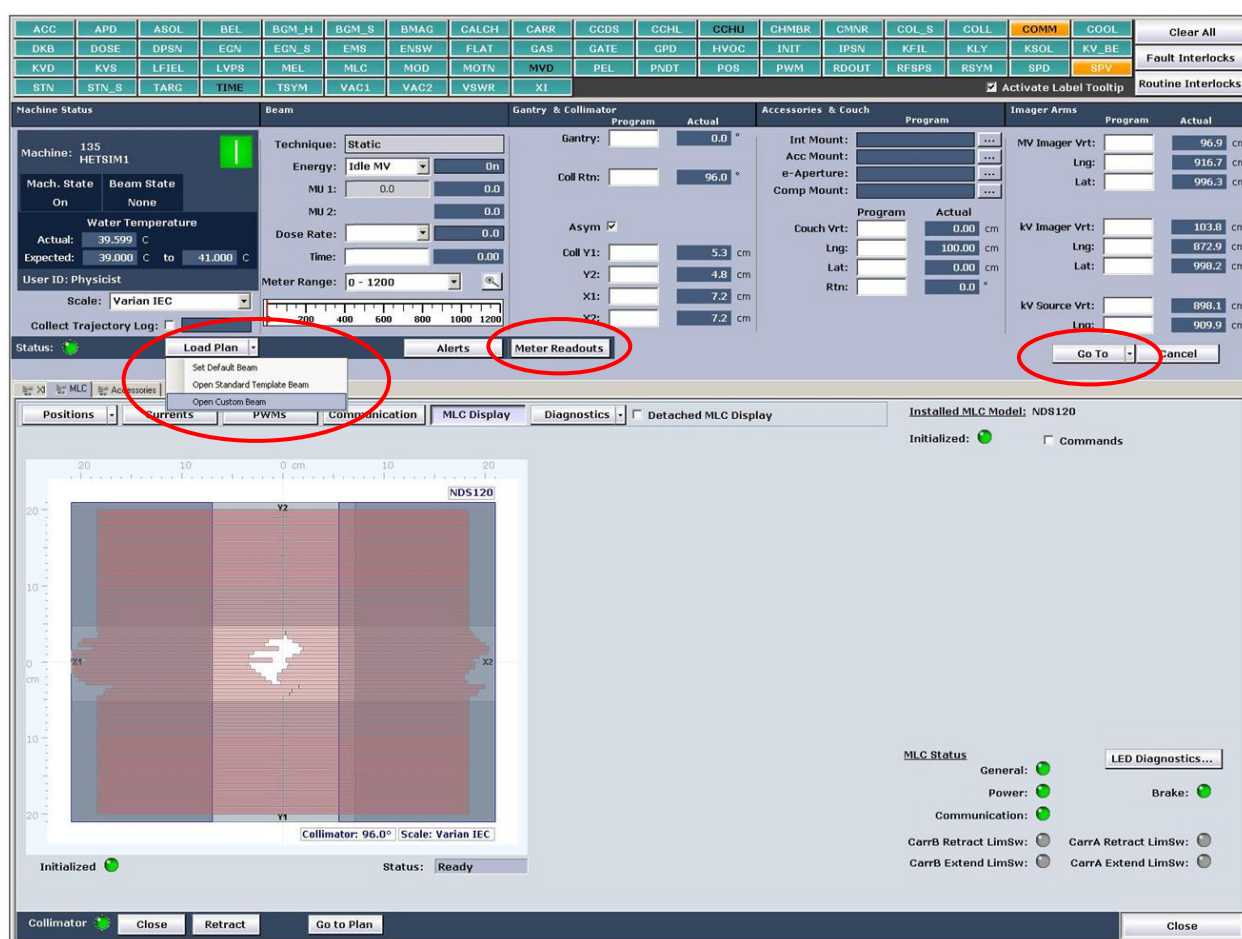 ACC APD ASOL BEL BGM_H BGM_S BMAG CALCH CARR CCDS CCHL CCHU CHMBR CMNR COL_S COLL COMM COOL Clear All
DKB DOSE DPSN EGN EGN_S EMS ENSW FLAT GAS GATE GPD HVOC INIT IPSN KFIL KLY KSOL KV_BE Fault Interlocks
KVD KVS LFIEL LVPS MEL MLC MOD MOTN MVD PEL PNDT POS PWM RDOUT RFSPS RSYM SPD SPV
STN STN_S TARG TIME TSYM VAC1 VAC2 VSWR XI Activate Label Tooltip Routine Interlocks
Machine Status Beam Gantry & Collimator Accessories & Couch Imager Arms
Program Actual Program Program Actual
Machine: 135 Technique: Static Gantry: 0.0 ° Int Mount: ... MV Imager Vrt: 96.9 cm
HETSIM1 Energy: Idle MV On Acc Mount: ... Lng: 916.7 cm
Mach. State Beam State MU 1: 0.0 0.0 Coll Rtn: 96.0 ° e-Aperture: ... Lat: 996.3 cm
On None Comp Mount: ...
Water Temperature MU 2: 0.0 Program Actual
Actual: 39.599 C Dose Rate: 0.0 Asym Couch Vrt: 0.00 cm kV Imager Vrt: 103.8 cm
Expected: 39.000 C to 41.000 C Time: 0.00 Coll Y1: 5.3 cm Lng: 100.00 cm Lng: 872.9 cm
User ID: Physicist Meter Range: 0 - 1200 Y2: 4.8 cm Lat: 0.00 cm Lat: 998.2 cm
Scale: Varian IEC X1: 7.2 cm Rtn: 0.0 ° kV Source Vrt: 898.1 cm
Collect Trajectory Log: 0 200 400 600 800 1000 1200 X2: 7.2 cm Lng: 909.9 cm
Status: Load Plan Alerts Meter Readouts Go To Cancel
Set Default Beam
Open Standard Template Beam
XI MLC Accessories Open Custom Beam
Positions Currents PWMs Communication MLC Display Diagnostics Detached MLC Display Installed MLC Model: NDS120
Initialized: Commands
20 10 0 cm 10 20
NDS120
20 Y2
10
0 X1 X2
cm
10
MLC Status LED Diagnostics...
General:
Power: Brake:
20 Y1 Communication:
Collimator: 96.0° Scale: Varian IEC
CarrB Retract LimSw: CarrA Retract LimSw:
Initialized Status: Ready CarrB Extend LimSw: CarrA Extend LimSw:
Collimator Close Retract Go to Plan Close